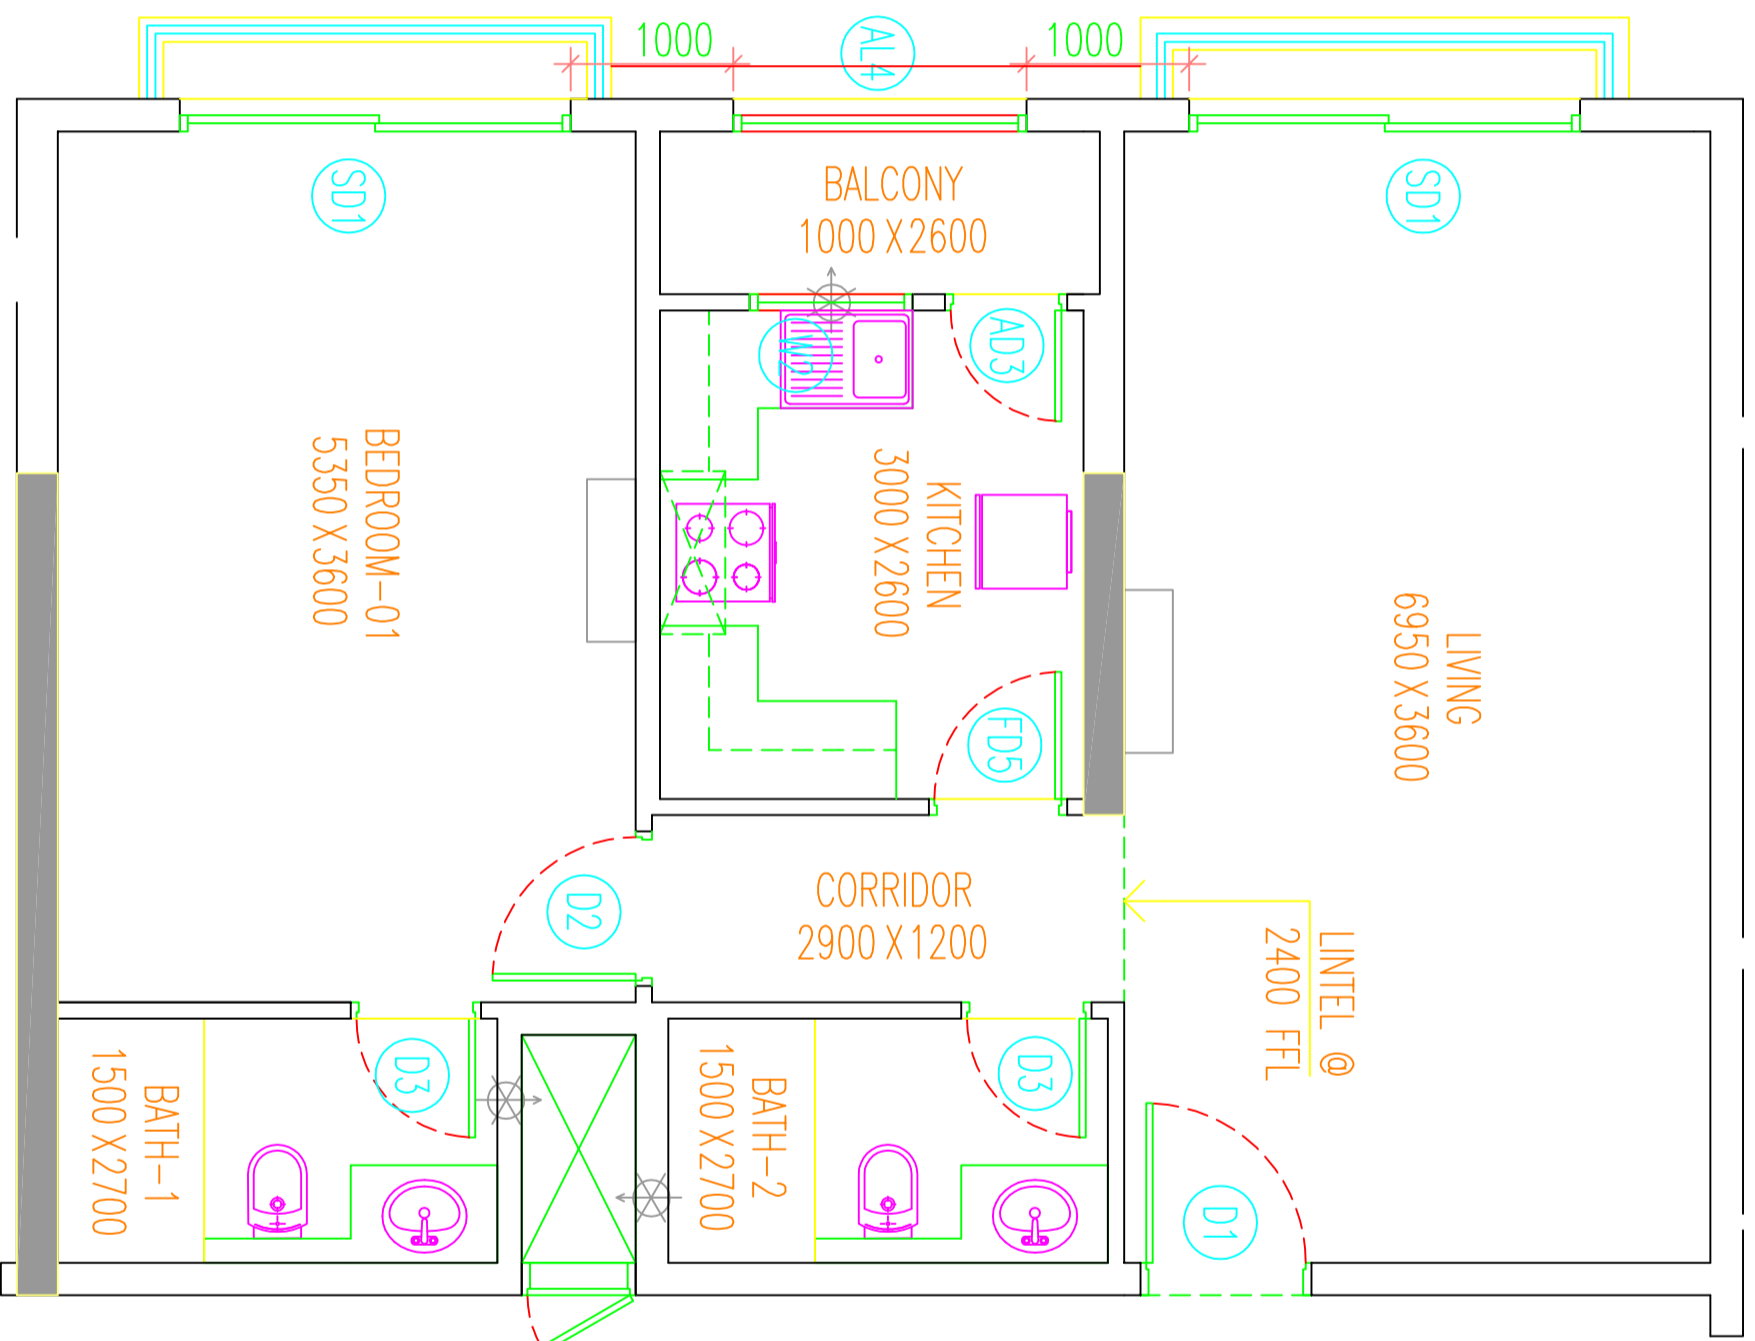 1000
AL4
1000
SD1
BALCONY
1000 X 2600
SD1
W2
AD3
BEDROOM-01
5350 X 3600
KITCHEN
3000 X 2600
LIVING
6950 X 3600
FD5
D2
CORRIDOR
2900 X 1200
LINTEL @
2400 FFL
D3
D3
BATH-1
1500 X 2700
BATH-2
1500 X 2700
D1